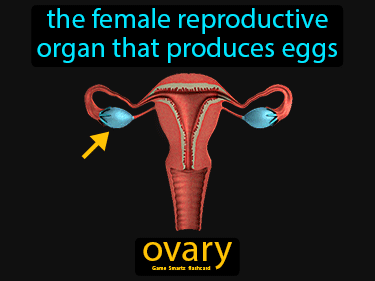 the female reproductive
organ that produces eggs
ovary
Game Smartz flashcard